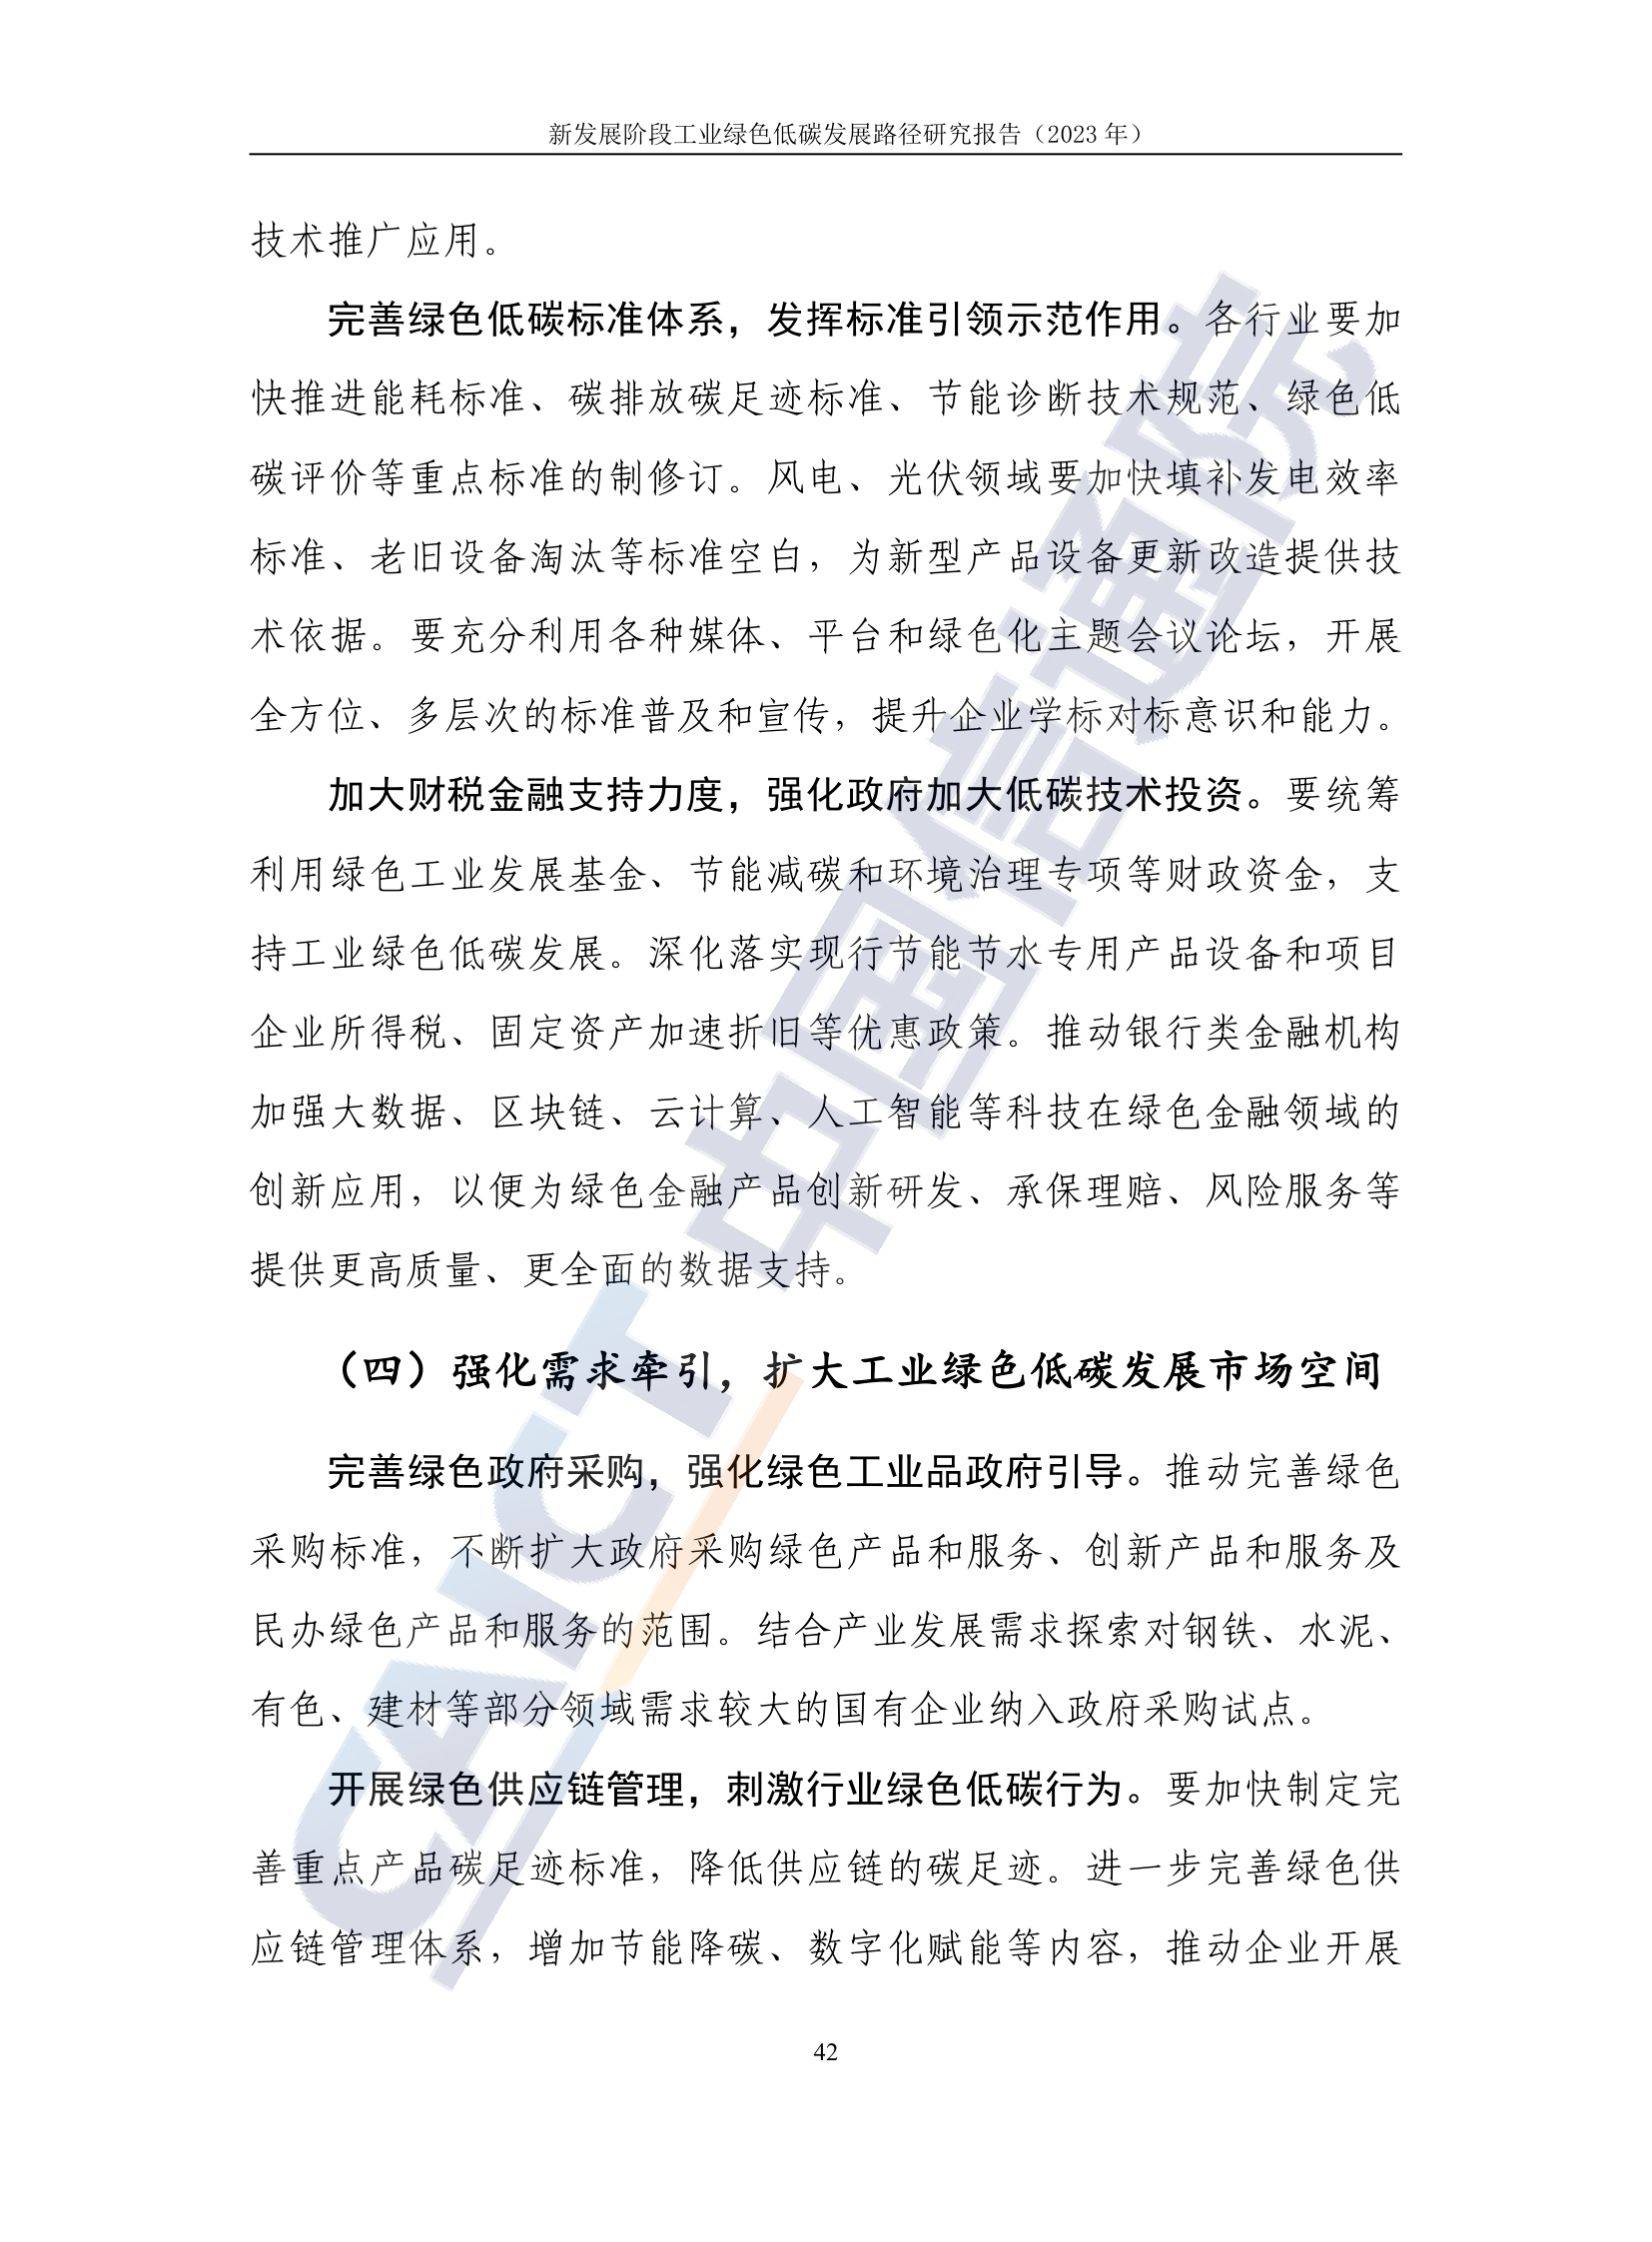 新发展阶段工业绿色低碳发展路径研究报告（2023 年）
技术推广应用。
完善绿色低碳标准体系，发挥标准引领示范作用。各行业要加
快推进能耗标准、碳排放碳足迹标准、节能诊断技术规范、绿色低
碳评价等重点标准的制修订。风电、光伏领域要加快填补发电效率
标准、老旧设备淘汰等标准空白，为新型产品设备更新改造提供技
术依据。要充分利用各种媒体、平台和绿色化主题会议论坛，开展
全方位、多层次的标准普及和宣传，提升企业学标对标意识和能力。
加大财税金融支持力度，强化政府加大低碳技术投资。要统筹
利用绿色工业发展基金、节能减碳和环境治理专项等财政资金，支
持工业绿色低碳发展。深化落实现行节能节水专用产品设备和项目
企业所得税、固定资产加速折旧等优惠政策。推动银行类金融机构
加强大数据、区块链、云计算、人工智能等科技在绿色金融领域的
创新应用，以便为绿色金融产品创新研发、承保理赔、风险服务等
提供更高质量、更全面的数据支持。
（四）强化需求牵引，扩大工业绿色低碳发展市场空间
完善绿色政府采购，强化绿色工业品政府引导。推动完善绿色
采购标准，不断扩大政府采购绿色产品和服务、创新产品和服务及
民办绿色产品和服务的范围。结合产业发展需求探索对钢铁、水泥、
有色、建材等部分领域需求较大的国有企业纳入政府采购试点。
开展绿色供应链管理，刺激行业绿色低碳行为。要加快制定完
善重点产品碳足迹标准，降低供应链的碳足迹。进一步完善绿色供
应链管理体系，增加节能降碳、数字化赋能等内容，推动企业开展
42
CAICT 中国信通院